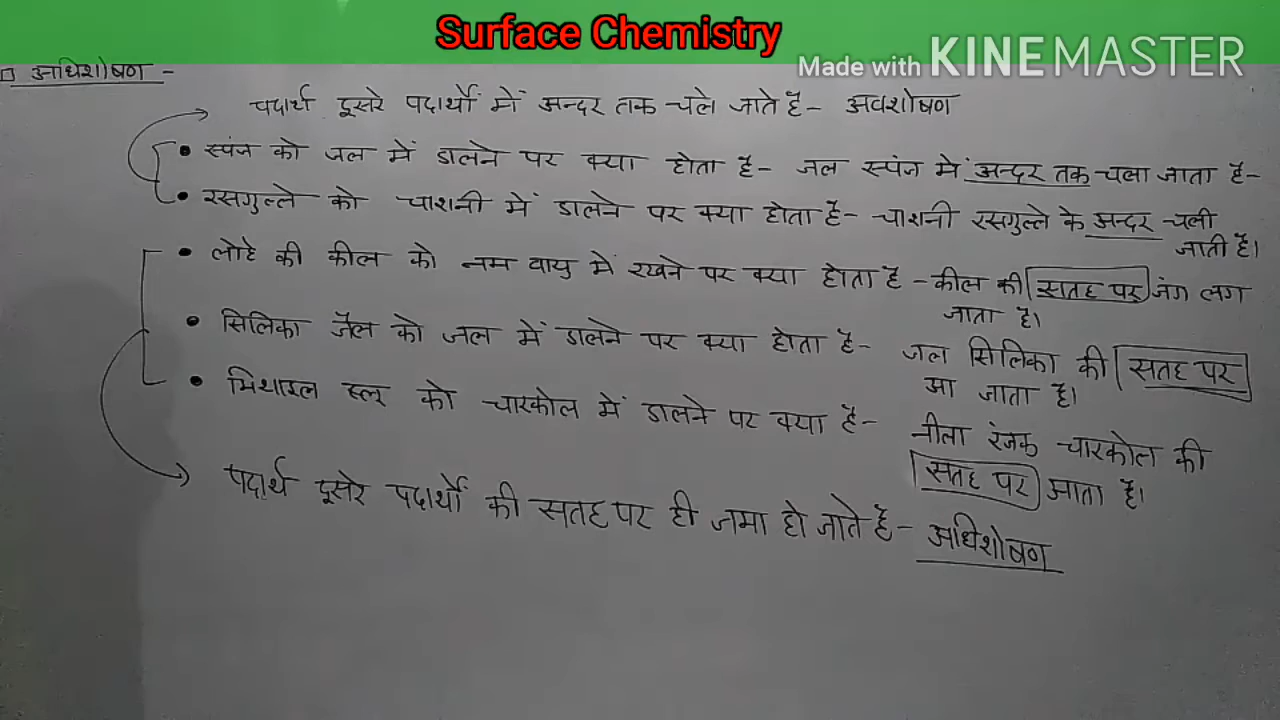 Surface Chemistry
Made with KINEMASTER
अधिशोषण -
पदार्थ दूसरे पदार्थों में अन्दर तक चले जाते है - अवशोषण
• स्पंज को जल में डालने पर क्या होता है - जल स्पंज में अन्दर तक चला जाता है -
• रसगुल्ले को चाशनी में डालने पर क्या होता है - चाशनी रसगुल्ले के अन्दर चली
जाती है।
• लोहे की कील को नम वायु में रखने पर क्या होता है - कील की सतह पर जंग लग
जाता है।
• सिलिका जैल को जल में डालने पर क्या होता है - जल सिलिका की सतह पर
आ जाता है।
• मिथाइल ब्लू को चारकोल में डालने पर क्या है - नीला रंजक चारकोल की
सतह पर आता है।
पदार्थ दूसरे पदार्थों की सतह पर ही जमा हो जाते है - अधिशोषण